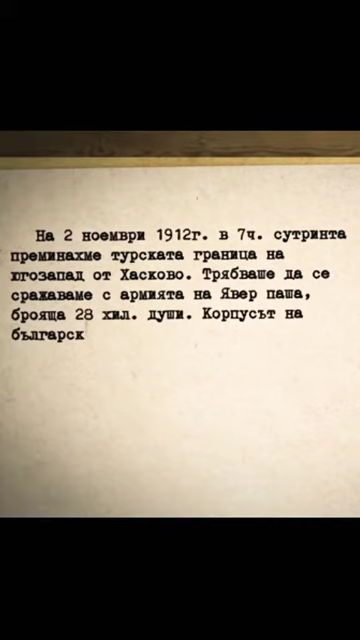 На 2 ноември 1912г. в 7ч. сутринта
преминахме турската граница на
югозапад от Хасково. Трябваше да се
сражаваме с армията на Явер паша,
брояща 28 хил. души. Корпусът на
българск